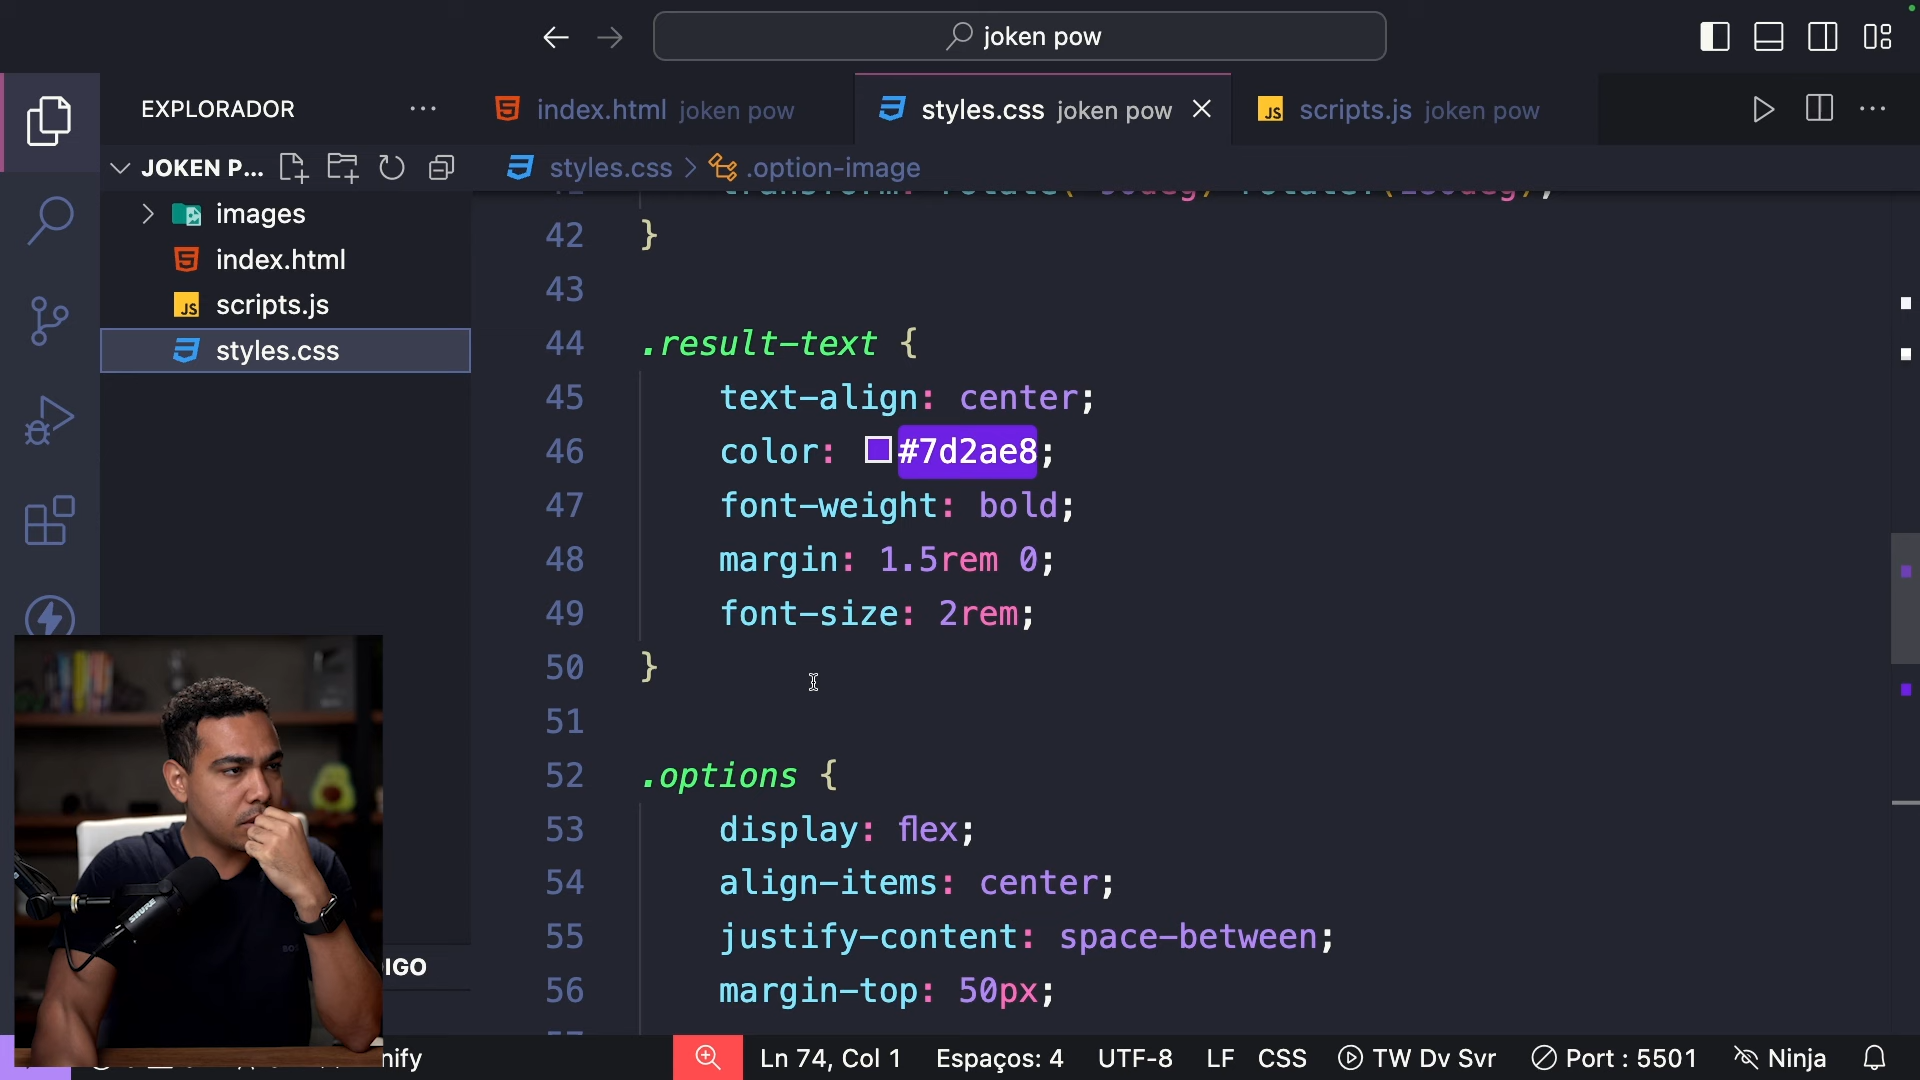 joken pow
EXPLORADOR
index.html joken pow
styles.css joken pow
scripts.js joken pow
JOKEN P...
styles.css > .option-image
images
index.html
scripts.js
styles.css
42 }
43
44 .result-text {
45 text-align: center;
46 color: #7d2ae8;
47 font-weight: bold;
48 margin: 1.5rem 0;
49 font-size: 2rem;
50 }
51
52 .options {
53 display: flex;
54 align-items: center;
55 justify-content: space-between;
56 margin-top: 50px;
IGO
nify
Ln 74, Col 1
Espaços: 4
UTF-8
LF
CSS
TW Dv Svr
Port : 5501
Ninja